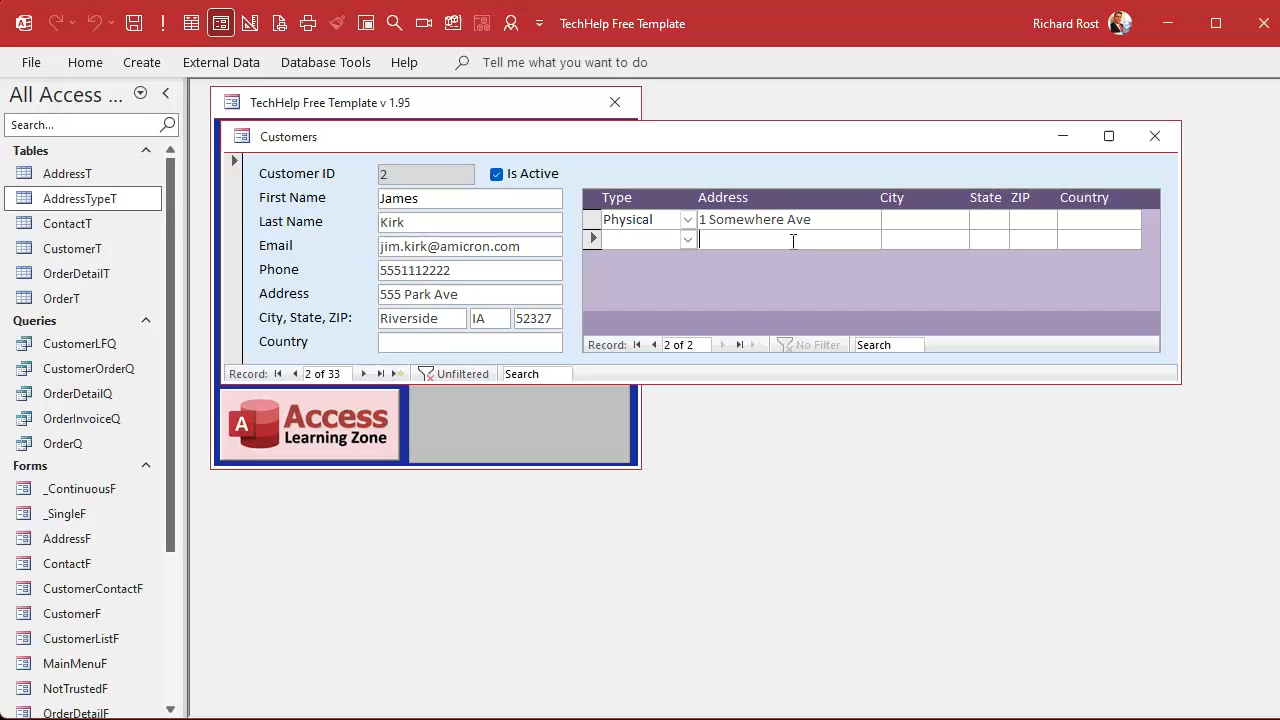 TechHelp Free Template
Richard Rost
File
Home
Create
External Data
Database Tools
Help
Tell me what you want to do
All Access ...
Search...
Tables
AddressT
AddressTypeT
ContactT
CustomerT
OrderDetailT
OrderT
Queries
CustomerLFQ
CustomerOrderQ
OrderDetailQ
OrderInvoiceQ
OrderQ
Forms
_ContinuousF
_SingleF
AddressF
ContactF
CustomerContactF
CustomerF
CustomerListF
MainMenuF
NotTrustedF
OrderDetailF
TechHelp Free Template v 1.95
Customers
Customer ID 2 Is Active
First Name James
Last Name Kirk
Email jim.kirk@amicron.com
Phone 5551112222
Address 555 Park Ave
City, State, ZIP: Riverside IA 52327
Country
Type Address City State ZIP Country
Physical 1 Somewhere Ave
Record: 2 of 2 No Filter Search
Record: 2 of 33 Unfiltered Search
A Access
Learning Zone